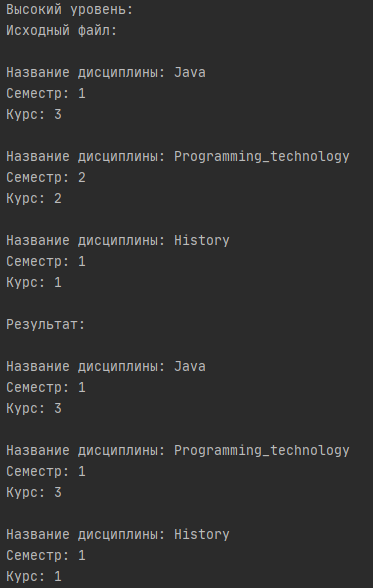 Высокий уровень:
Исходный файл:
Название дисциплины: Java
Семестр: 1
Курс: 3
Название дисциплины: Programming_technology
Семестр: 2
Курс: 2
Название дисциплины: History
Семестр: 1
Курс: 1
Результат:
Название дисциплины: Java
Семестр: 1
Курс: 3
Название дисциплины: Programming_technology
Семестр: 1
Курс: 3
Название дисциплины: History
Семестр: 1
Курс: 1